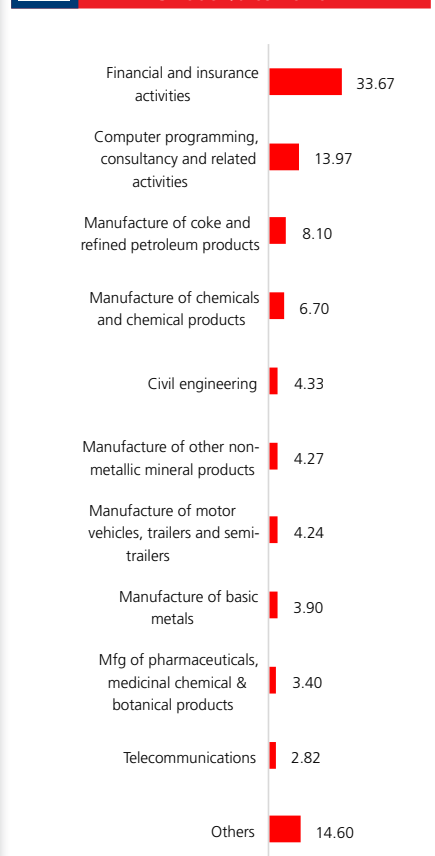 Financial and insurance
activities
33.67
Computer programming,
consultancy and related
activities
13.97
Manufacture of coke and
refined petroleum products
8.10
Manufacture of chemicals
and chemical products
6.70
Civil engineering
4.33
Manufacture of other non-
metallic mineral products
4.27
Manufacture of motor
vehicles, trailers and semi-
trailers
4.24
Manufacture of basic
metals
3.90
Mfg of pharmaceuticals,
medicinal chemical &
botanical products
3.40
Telecommunications
2.82
Others
14.60